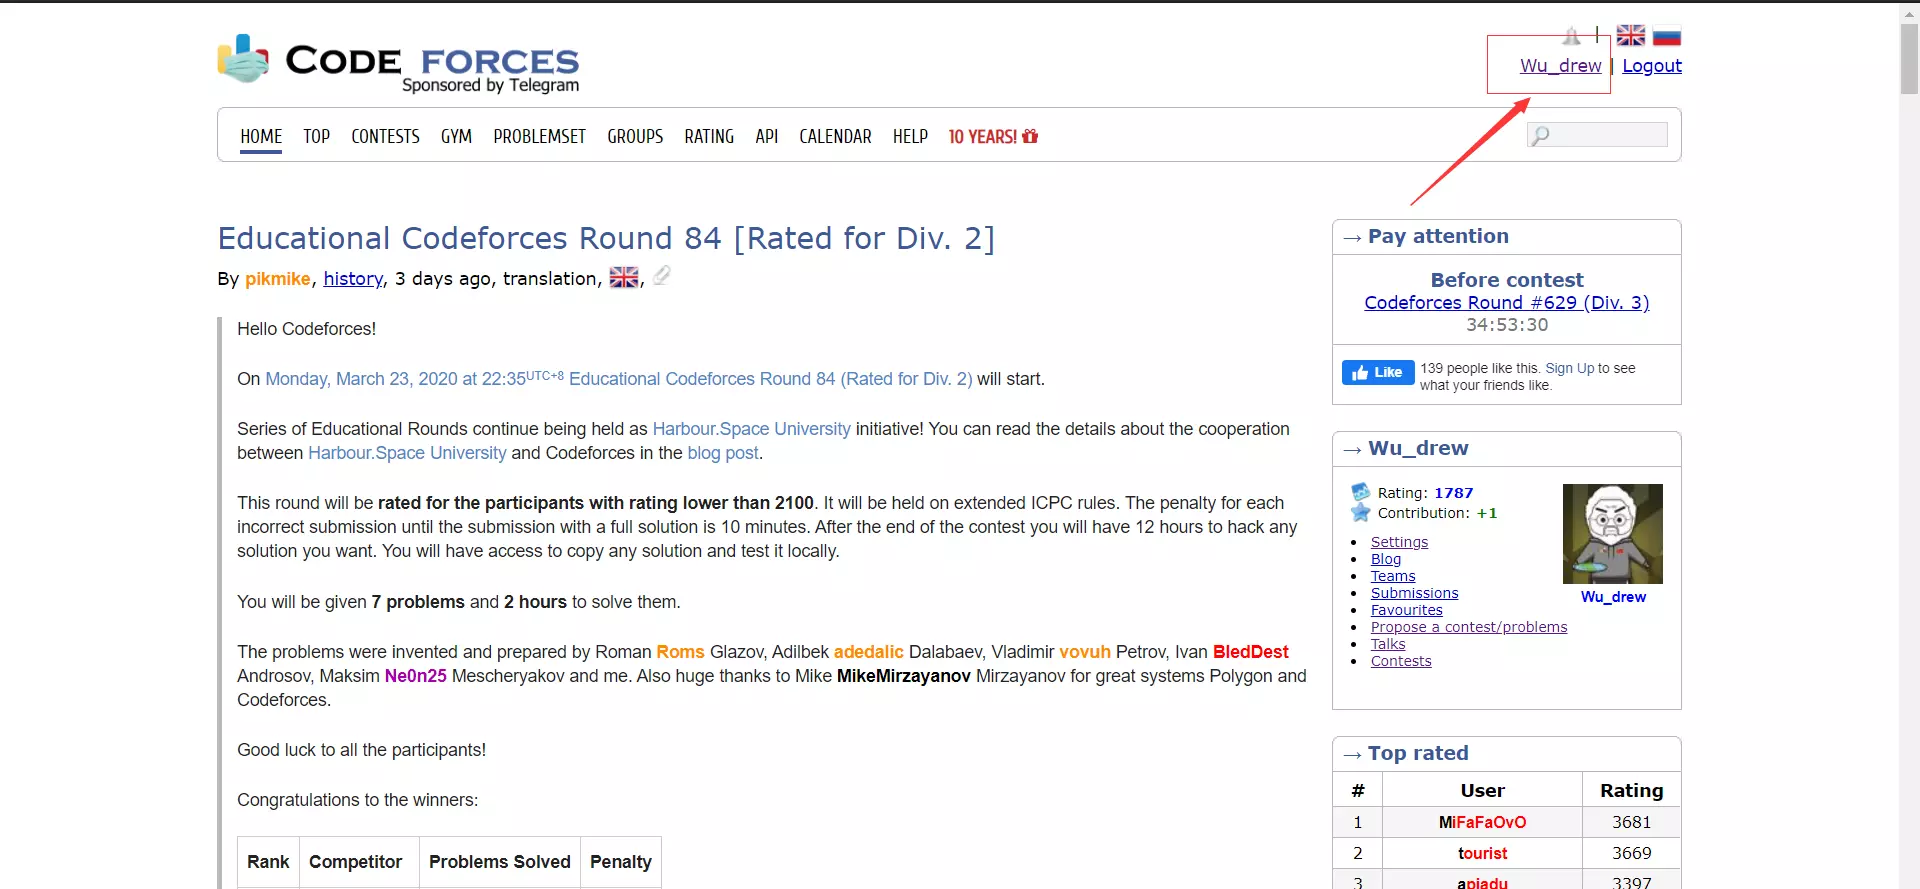 CODE FORCES
Sponsored by Telegram
|
Wu_drew | Logout
HOME TOP CONTESTS GYM PROBLEMSET GROUPS RATING API CALENDAR HELP 10 YEARS!
Educational Codeforces Round 84 [Rated for Div. 2]
By pikmike, history, 3 days ago, translation, ,
Hello Codeforces!
On Monday, March 23, 2020 at 22:35UTC+8 Educational Codeforces Round 84 (Rated for Div. 2) will start.
Series of Educational Rounds continue being held as Harbour.Space University initiative! You can read the details about the cooperation
between Harbour.Space University and Codeforces in the blog post.
This round will be rated for the participants with rating lower than 2100. It will be held on extended ICPC rules. The penalty for each
incorrect submission until the submission with a full solution is 10 minutes. After the end of the contest you will have 12 hours to hack any
solution you want. You will have access to copy any solution and test it locally.
You will be given 7 problems and 2 hours to solve them.
The problems were invented and prepared by Roman Roms Glazov, Adilbek adedalic Dalabaev, Vladimir vovuh Petrov, Ivan BledDest
Androsov, Maksim Ne0n25 Mescheryakov and me. Also huge thanks to Mike MikeMirzayanov Mirzayanov for great systems Polygon and
Codeforces.
Good luck to all the participants!
Congratulations to the winners:
Rank Competitor Problems Solved Penalty
→ Pay attention
Before contest
Codeforces Round #629 (Div. 3)
34:53:30
Like 139 people like this. Sign Up to see
what your friends like.
→ Wu_drew
Rating: 1787
Contribution: +1
Settings
Blog
Teams
Submissions
Favourites
Propose a contest/problems
Talks
Contests
Wu_drew
→ Top rated
# User Rating
1 MiFaFaOvO 3681
2 tourist 3669
3 apiadu 3397